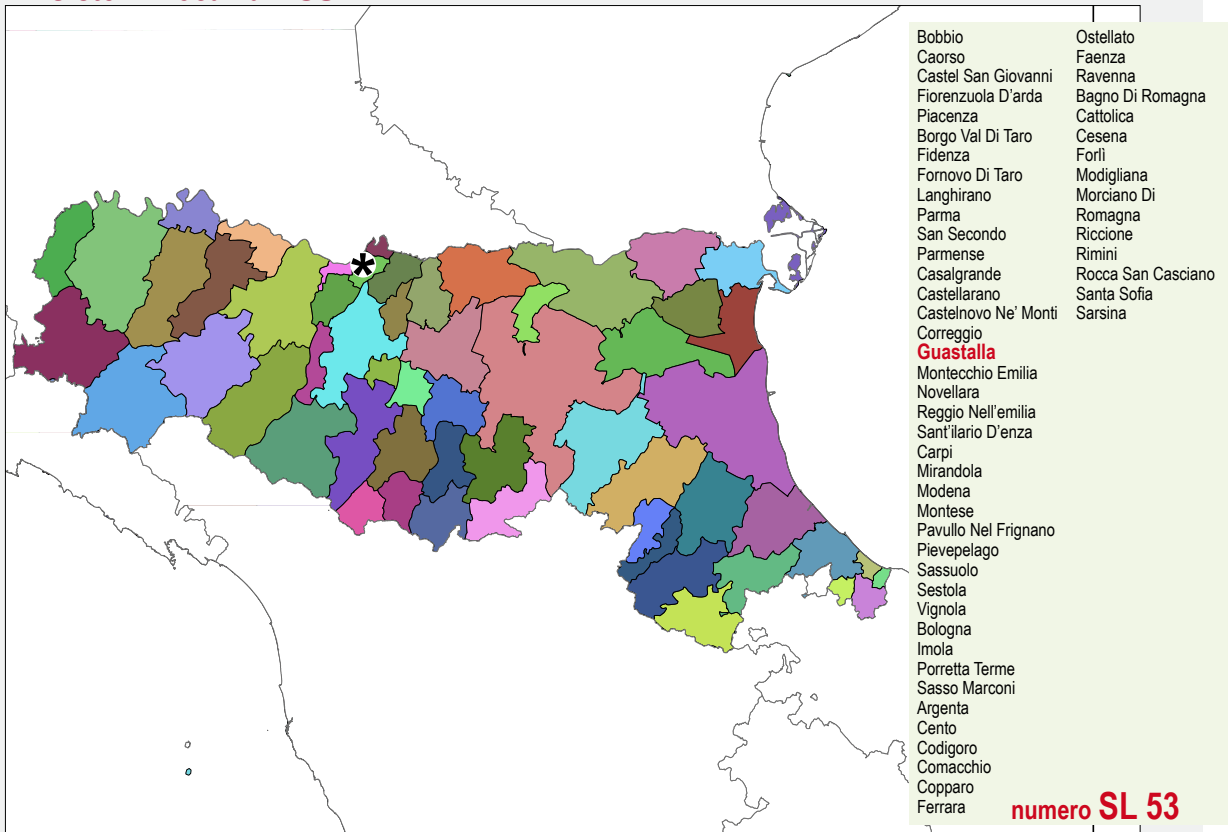 Bobbio
Caorso
Castel San Giovanni
Fiorenzuola D'arda
Piacenza
Borgo Val Di Taro
Fidenza
Fornovo Di Taro
Langhirano
Parma
San Secondo
Parmense
Casalgrande
Castellarano
Castelnovo Ne' Monti
Correggio
Guastalla
Montecchio Emilia
Novellara
Reggio Nell'emilia
Sant'ilario D'enza
Carpi
Mirandola
Modena
Montese
Pavullo Nel Frignano
Pievepelago
Sassuolo
Sestola
Vignola
Bologna
Imola
Porretta Terme
Sasso Marconi
Argenta
Cento
Codigoro
Comacchio
Copparo
Ferrara
Ostellato
Faenza
Ravenna
Bagno Di Romagna
Cattolica
Cesena
Forlì
Modigliana
Morciano Di
Romagna
Riccione
Rimini
Rocca San Casciano
Santa Sofia
Sarsina
numero SL 53
*